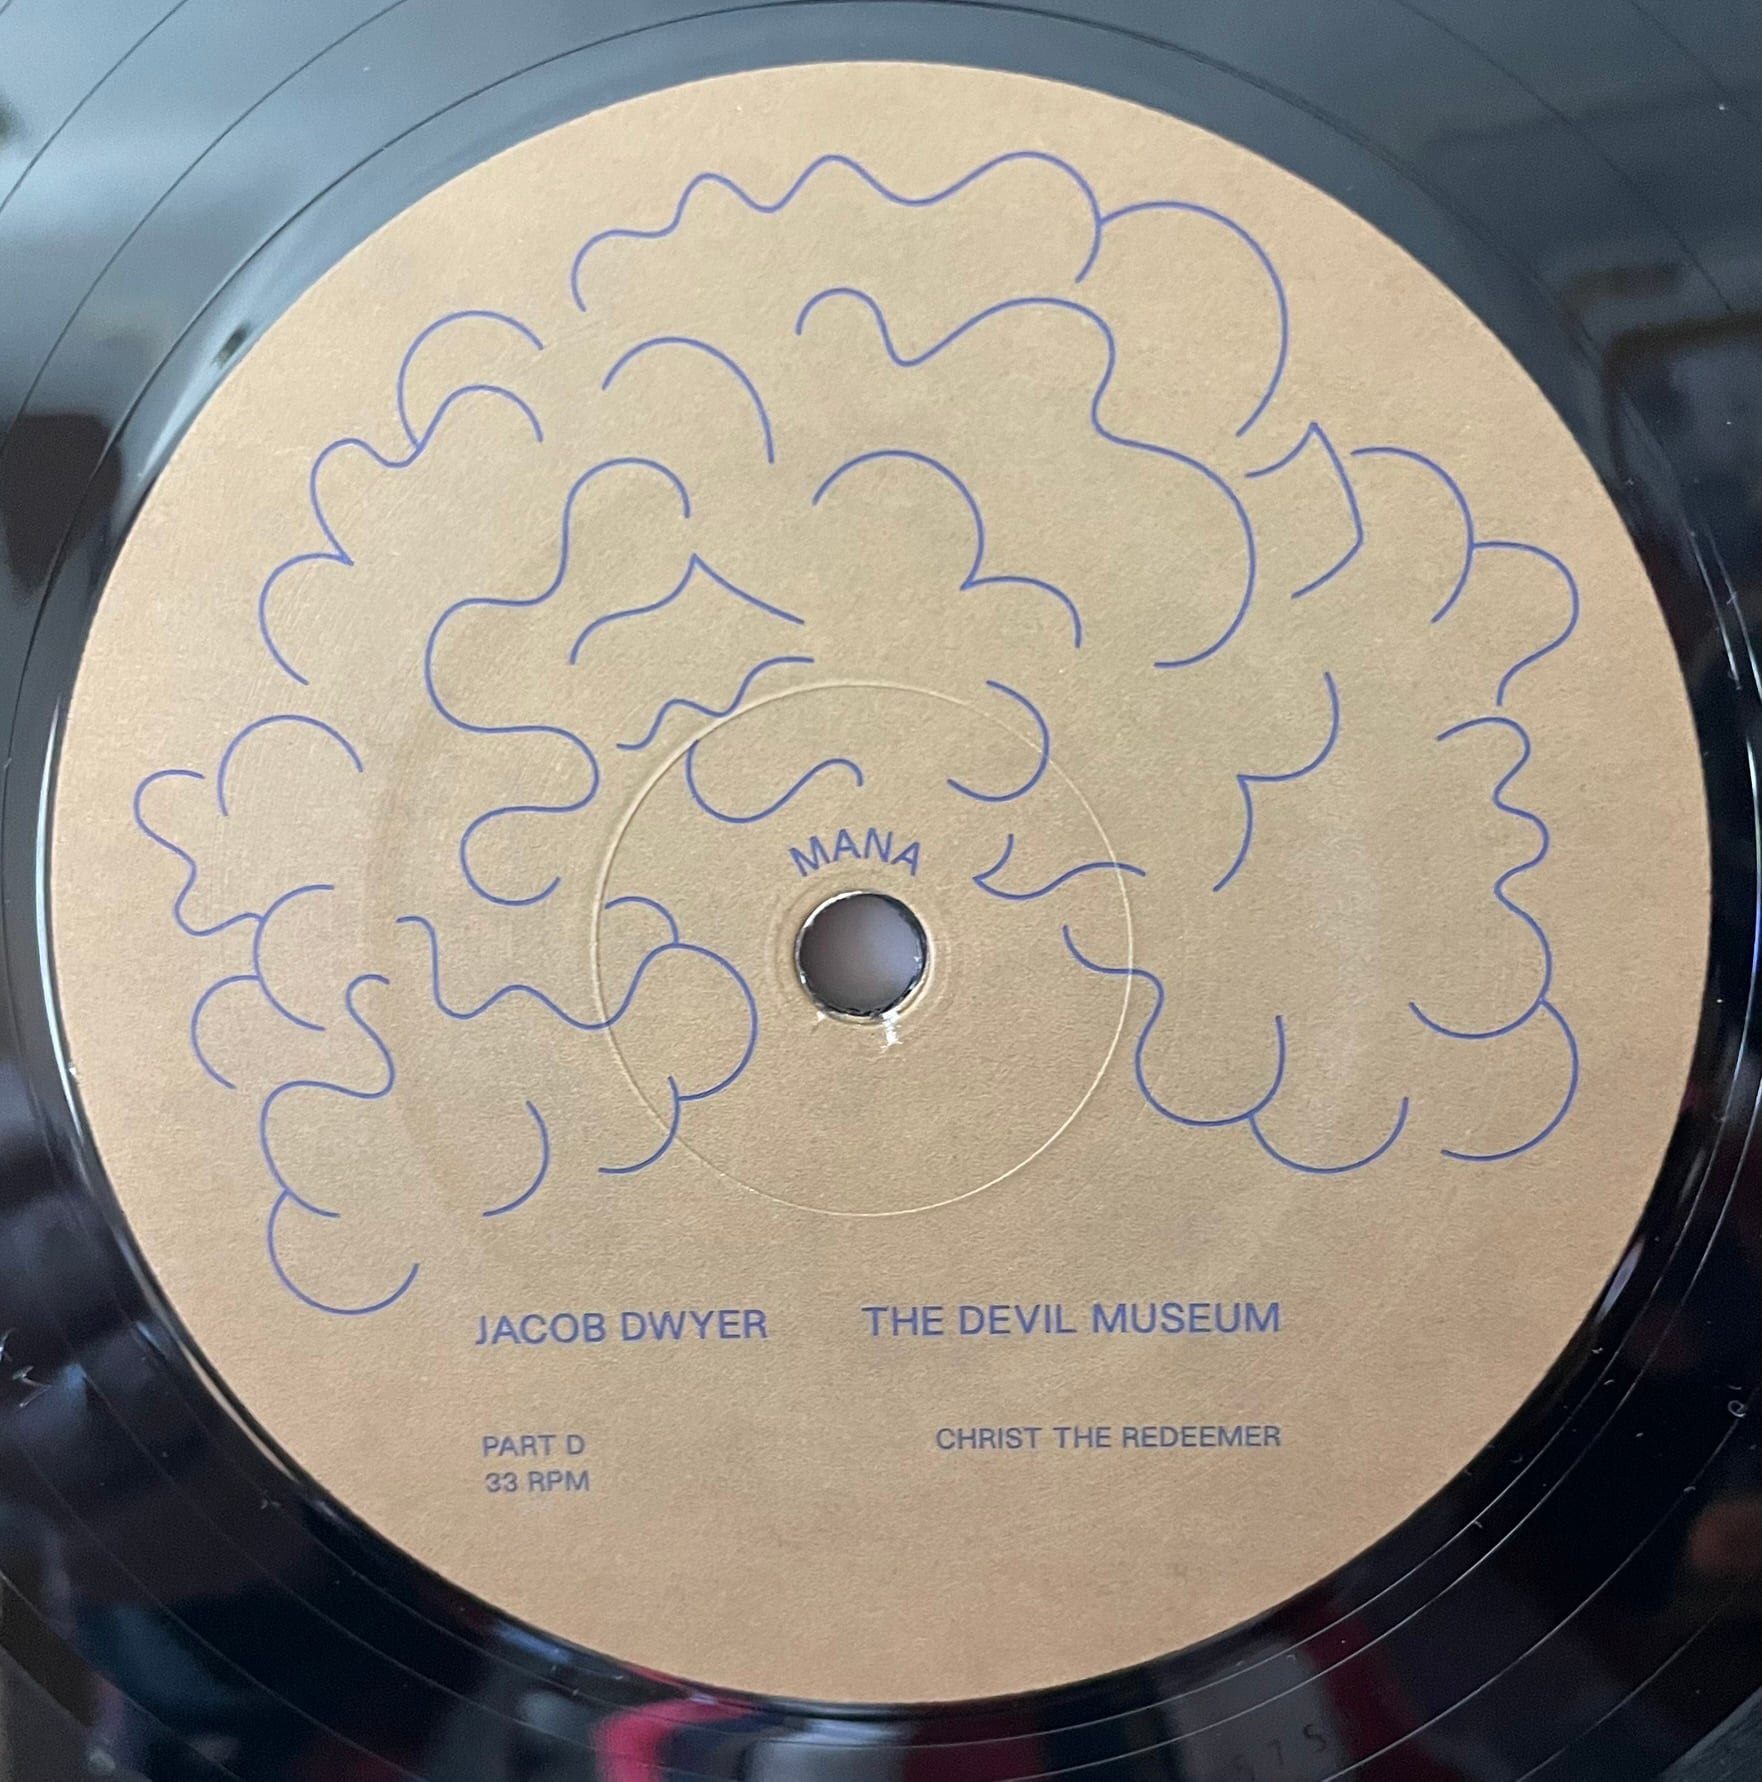 MANA
JACOB DWYER THE DEVIL MUSEUM
PART D CHRIST THE REDEEMER
33 RPM